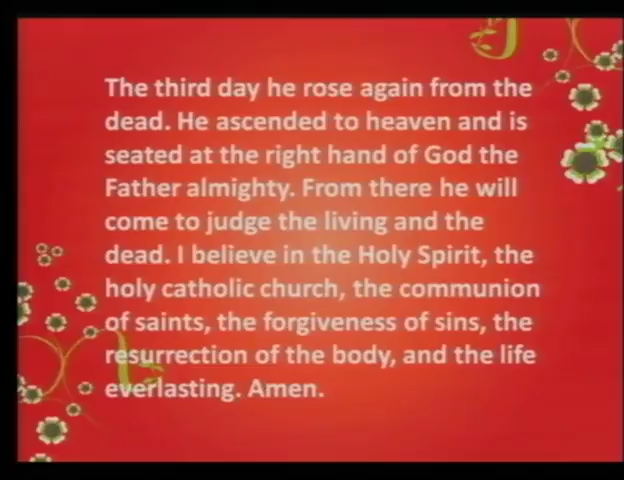 The third day he rose again from the
dead. He ascended to heaven and is
seated at the right hand of God the
Father almighty. From there he will
come to judge the living and the
dead. I believe in the Holy Spirit, the
holy catholic church, the communion
of saints, the forgiveness of sins, the
resurrection of the body, and the life
everlasting. Amen.